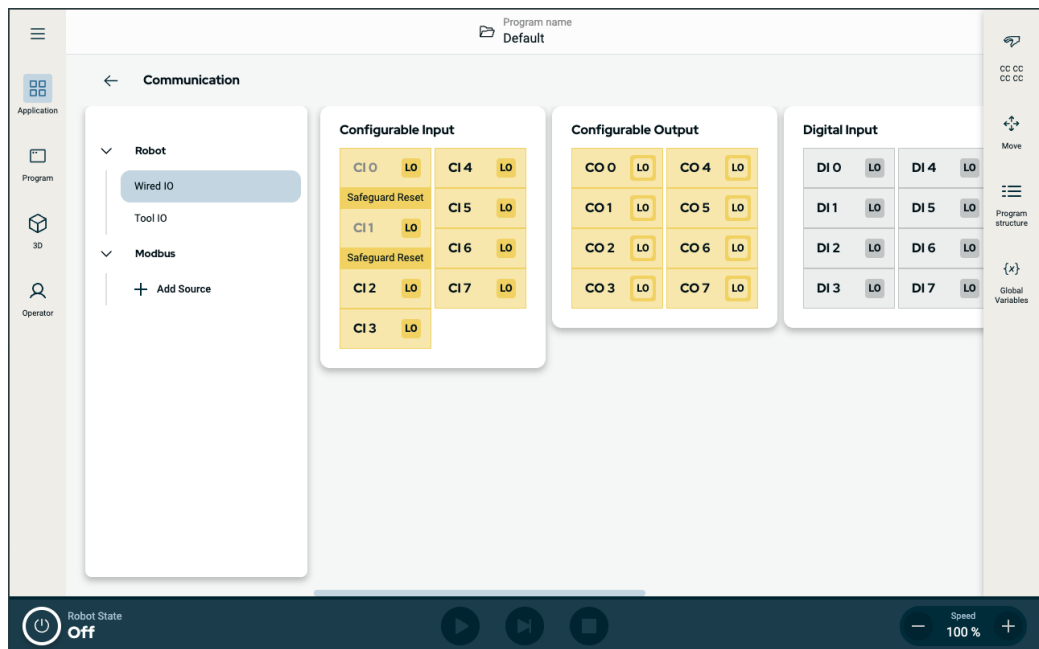 Program name
Default
Application
Program
3D
Operator
Communication
Robot
Wired IO
Tool IO
Modbus
Add Source
Configurable Input
CI 0 LO CI 4 LO
Safeguard Reset
CI 5 LO
CI 1 LO
CI 6 LO
Safeguard Reset
CI 2 LO CI 7 LO
CI 3 LO
Configurable Output
CO 0 LO CO 4 LO
CO 1 LO CO 5 LO
CO 2 LO CO 6 LO
CO 3 LO CO 7 LO
Digital Input
DI 0 LO DI 4 LO
DI 1 LO DI 5 LO
DI 2 LO DI 6 LO
DI 3 LO DI 7 LO
CC CC
CC CC
Move
Program
structure
{x}
Global
Variables
Robot State
Off
Speed
100 %